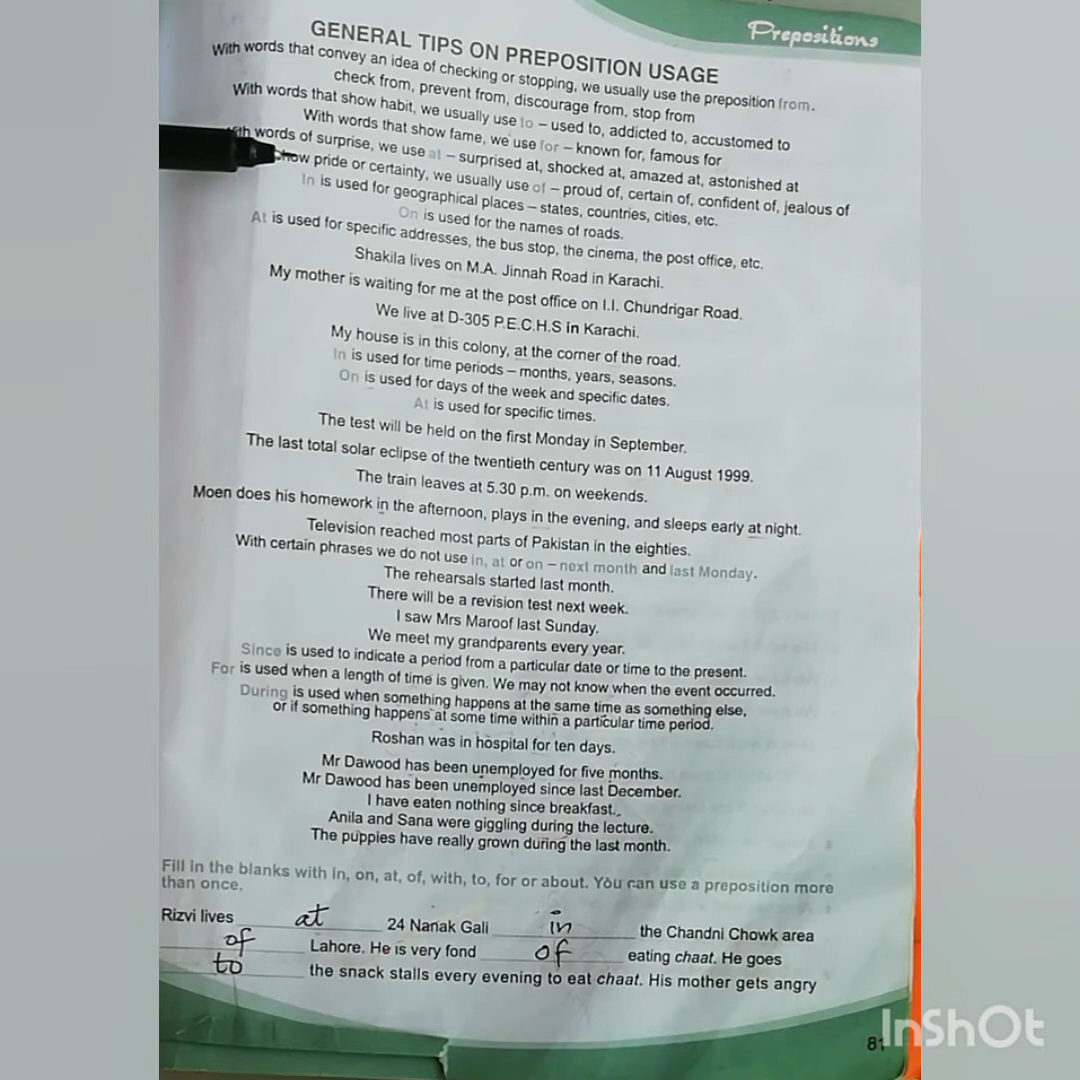 Prepositions
GENERAL TIPS ON PREPOSITION USAGE
With words that convey an idea of checking or stopping, we usually use the preposition from.
check from, prevent from, discourage from, stop from
With words that show habit, we usually use to – used to, addicted to, accustomed to
With words that show fame, we use for – known for, famous for
words of surprise, we use at – surprised at, shocked at, amazed at, astonished at
pride or certainty, we usually use of – proud of, certain of, confident of, jealous of
In is used for geographical places – states, countries, cities, etc.
On is used for the names of roads.
At is used for specific addresses, the bus stop, the cinema, the post office, etc.
Shakila lives on M.A. Jinnah Road in Karachi.
My mother is waiting for me at the post office on I.I. Chundrigar Road.
We live at D-305 P.E.C.H.S in Karachi.
My house is in this colony, at the corner of the road.
In is used for time periods – months, years, seasons.
On is used for days of the week and specific dates.
At is used for specific times.
The test will be held on the first Monday in September.
The last total solar eclipse of the twentieth century was on 11 August 1999.
The train leaves at 5.30 p.m. on weekends.
Moen does his homework in the afternoon, plays in the evening, and sleeps early at night.
Television reached most parts of Pakistan in the eighties.
With certain phrases we do not use in, at or on – next month and last Monday.
The rehearsals started last month.
There will be a revision test next week.
I saw Mrs Maroof last Sunday.
We meet my grandparents every year.
Since is used to indicate a period from a particular date or time to the present.
For is used when a length of time is given. We may not know when the event occurred.
During is used when something happens at the same time as something else,
or if something happens at some time within a particular time period.
Roshan was in hospital for ten days.
Mr Dawood has been unemployed for five months.
Mr Dawood has been unemployed since last December.
I have eaten nothing since breakfast.
Anila and Sana were giggling during the lecture.
The puppies have really grown during the last month.
Fill in the blanks with in, on, at, of, with, to, for or about. You can use a preposition more
than once.
Rizvi lives at 24 Nanak Gali in the Chandni Chowk area
of Lahore. He is very fond of eating chaat. He goes
to the snack stalls every evening to eat chaat. His mother gets angry
81
InShOt